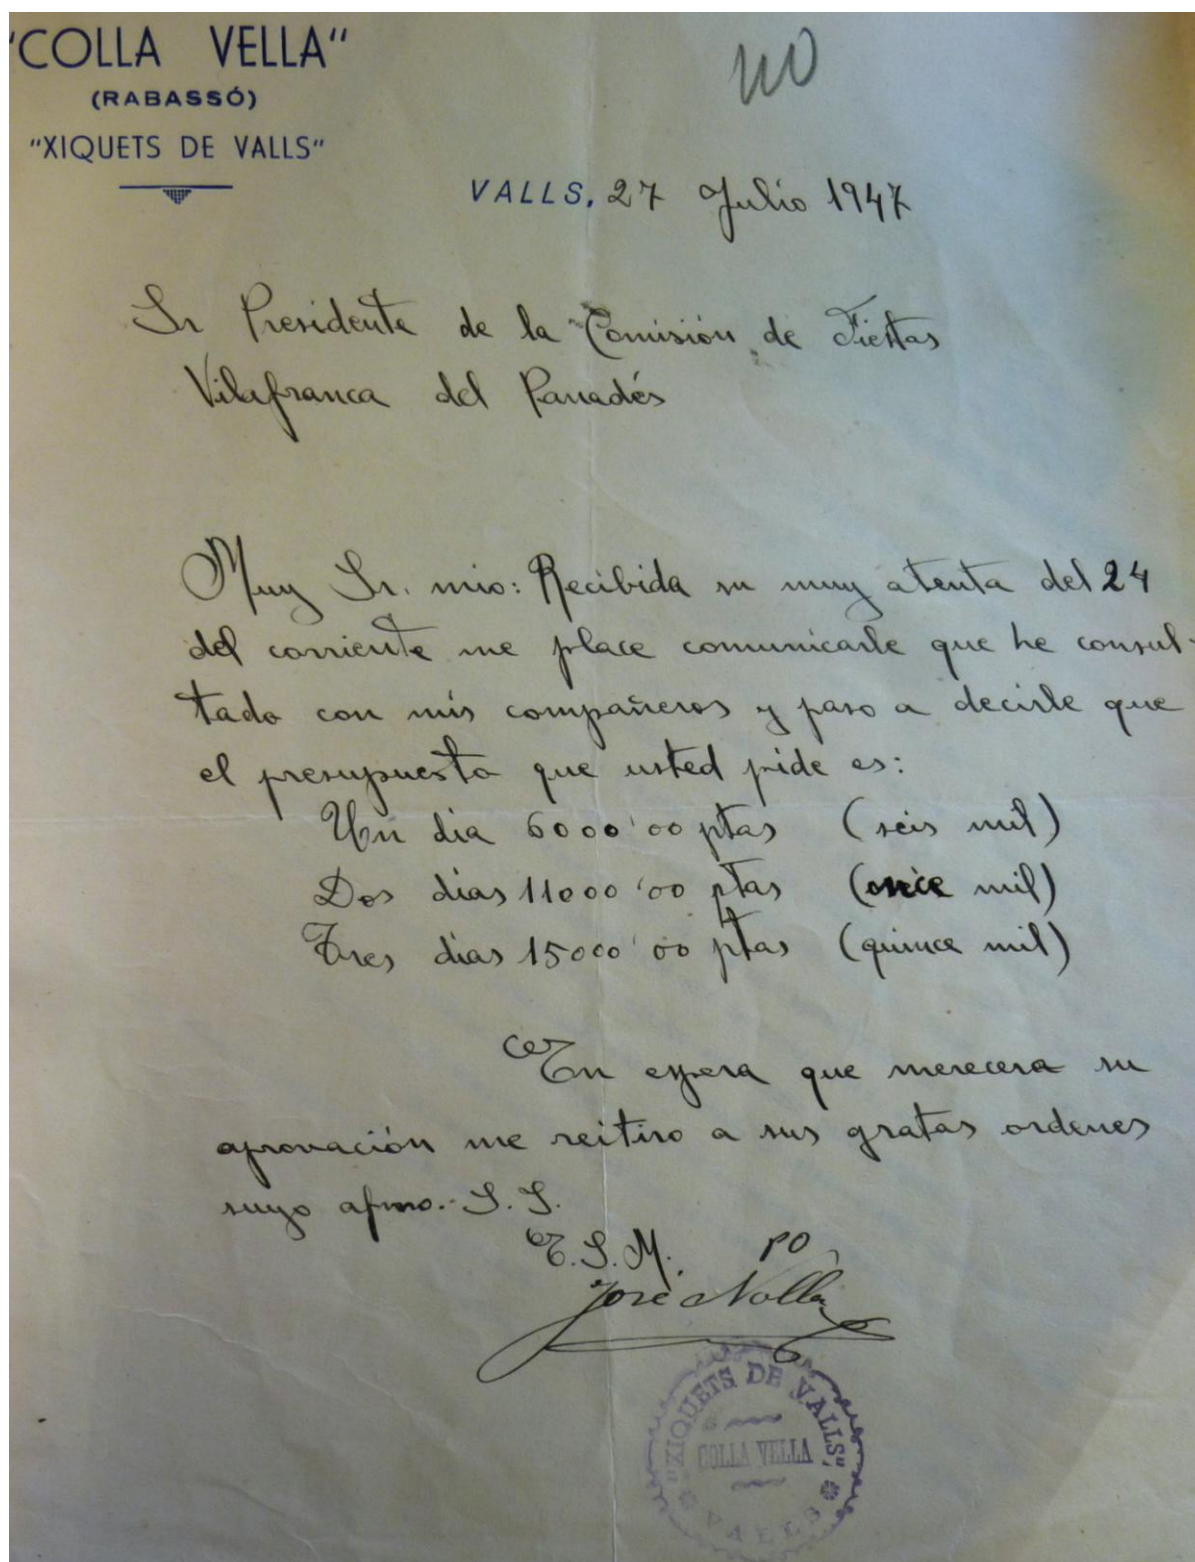 "COLLA VELLA"
(RABASSÓ)
"XIQUETS DE VALLS"
NO
VALLS, 27 Julio 1947
Sr Presidente de la Comisión de Fiestas
Vilafranca del Panadés
Muy Sr. mio: Recibida su muy atenta del 24
del corriente me place comunicarle que he consul-
tado con mis compañeros y paso a decirle que
el presupuesto que usted pide es:
Un dia 6000'00 ptas (seis mil)
Dos dias 11000'00 ptas (once mil)
Tres dias 15000'00 ptas (quince mil)
En espera que merecera su
aprovación me reitiro a sus gratas ordenes
suyo afmo. S. S.
E. S. M. PO
José Nolla
"XIQUETS DE VALLS"
COLLA VELLA
VALLS